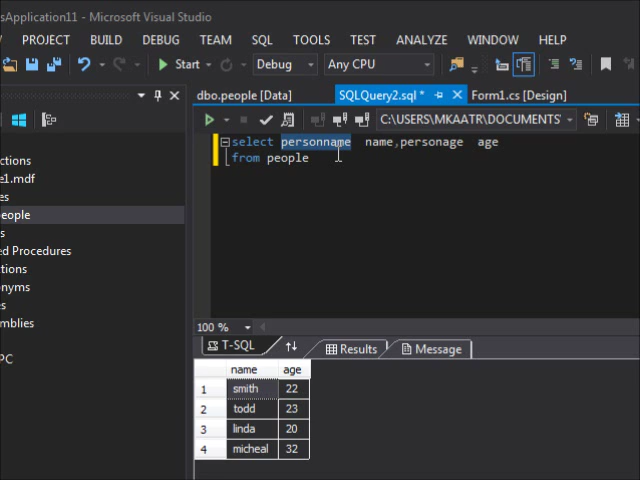 sApplication11 - Microsoft Visual Studio
PROJECT BUILD DEBUG TEAM SQL TOOLS TEST ANALYZE WINDOW HELP
Start Debug Any CPU
dbo.people [Data] SQLQuery2.sql * Form1.cs [Design]
C:\USERS\MKAATR\DOCUMENTS\
select personname name,personage age
from people
ctions
e1.mdf
es
eople
s
ed Procedures
tions
onyms
es
emblies
PC
100 %
T-SQL Results Message
name age
1 smith 22
2 todd 23
3 linda 20
4 micheal 32